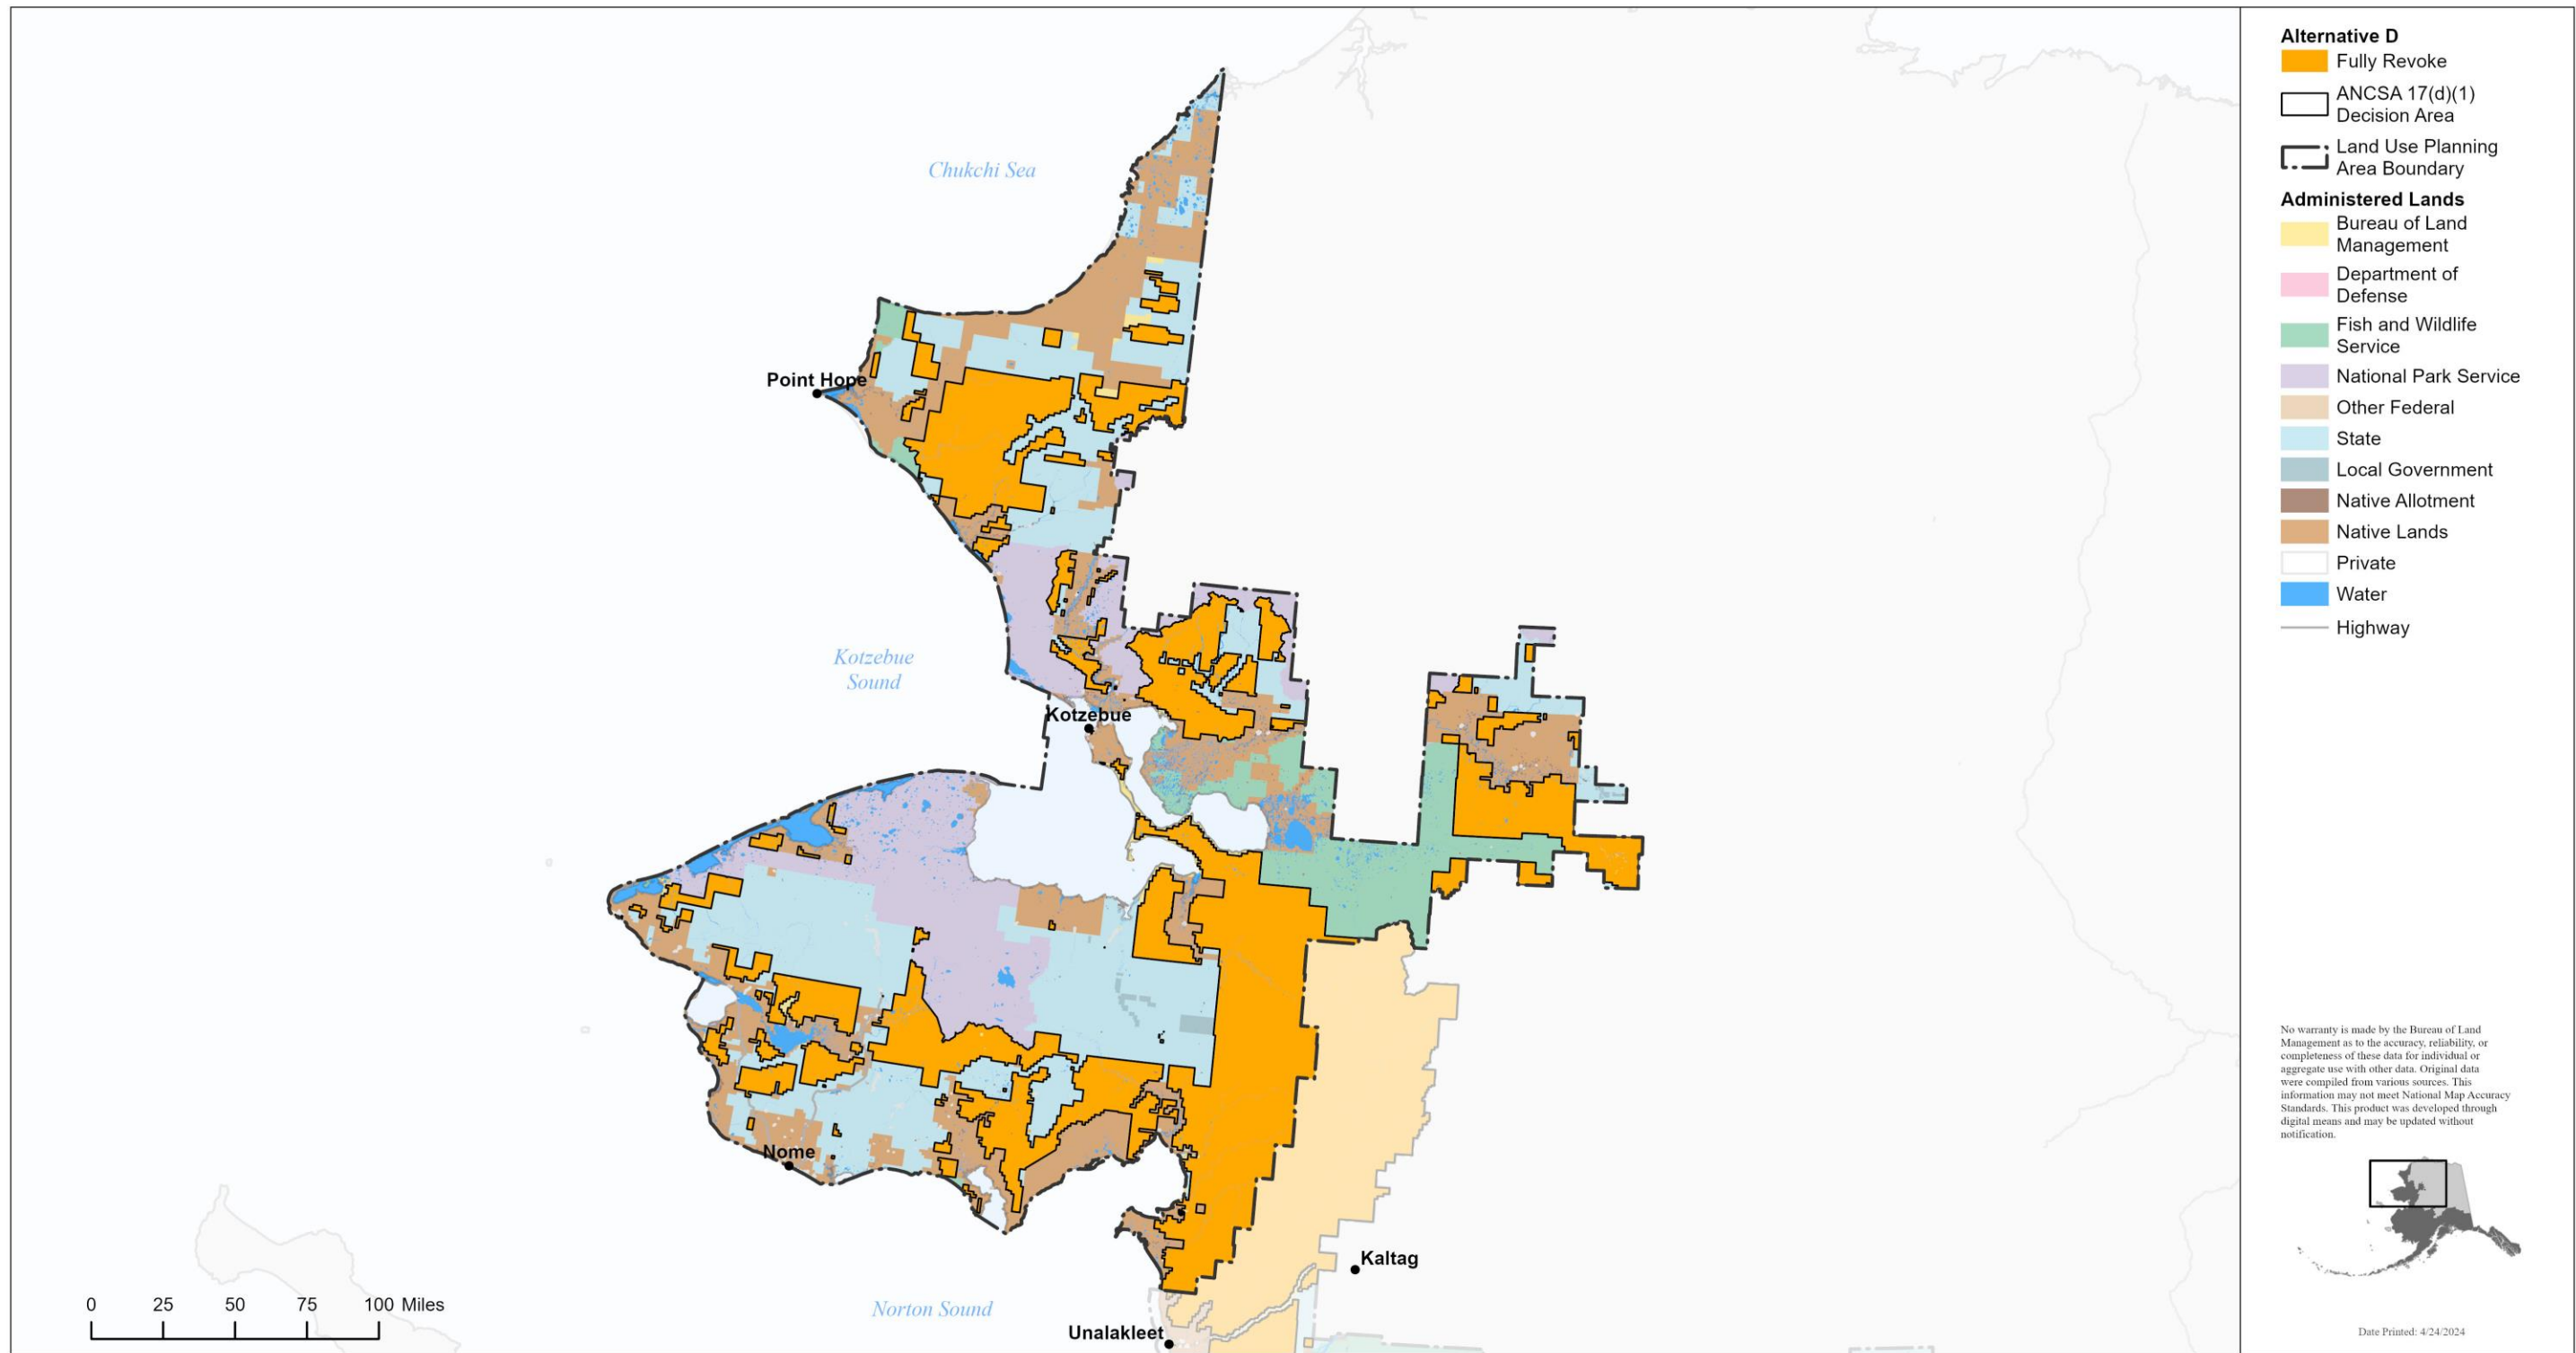 Chukchi Sea
Point Hope
Kotzebue
Sound
Kotzebue
Nome
Kaltag
Norton Sound
Unalakleet
0 25 50 75 100 Miles
Alternative D
Fully Revoke
ANCSA 17(d)(1)
Decision Area
Land Use Planning
Area Boundary
Administered Lands
Bureau of Land
Management
Department of
Defense
Fish and Wildlife
Service
National Park Service
Other Federal
State
Local Government
Native Allotment
Native Lands
Private
Water
Highway
No warranty is made by the Bureau of Land
Management as to the accuracy, reliability, or
completeness of these data for individual or
aggregate use with other data. Original data
were compiled from various sources. This
information may not meet National Map Accuracy
Standards. This product was developed through
digital means and may be updated without
notification.
Date Printed: 4/24/2024